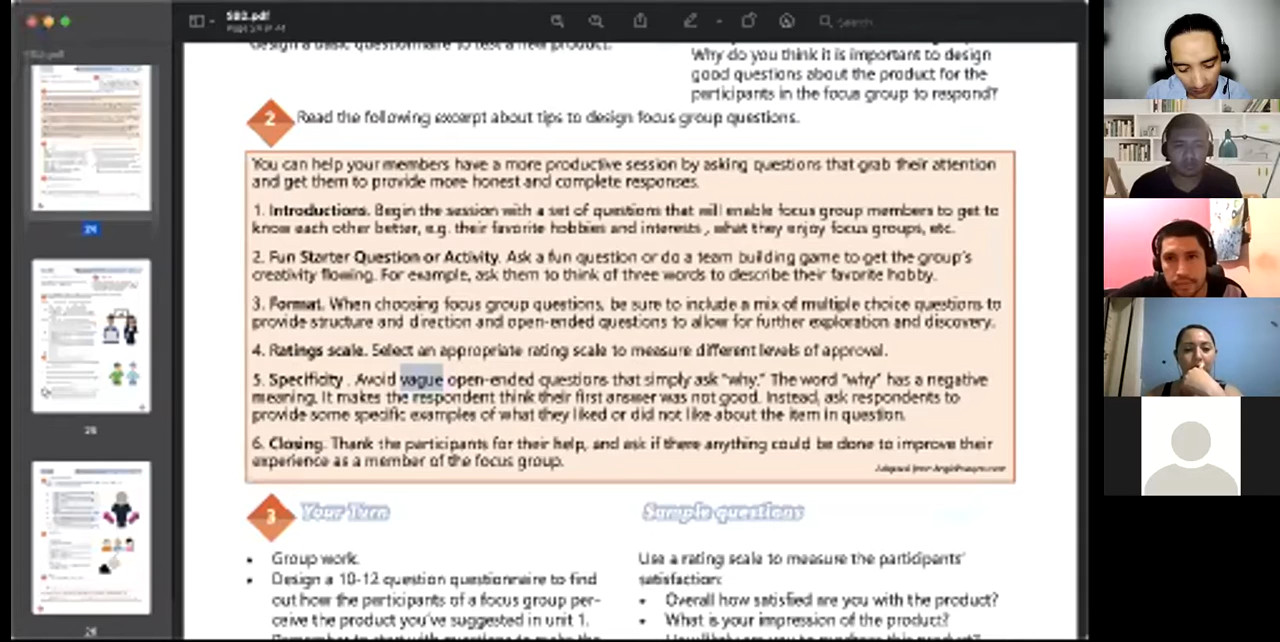 SB2.pdf
Search
design a basic questionnaire to test a new product.
Why do you think it is important to design
good questions about the product for the
participants in the focus group to respond?
2
Read the following excerpt about tips to design focus group questions.
You can help your members have a more productive session by asking questions that grab their attention
and get them to provide more honest and complete responses.
1. Introductions. Begin the session with a set of questions that will enable focus group members to get to
know each other better, e.g. their favorite hobbies and interests , what they enjoy focus groups, etc.
2. Fun Starter Question or Activity. Ask a fun question or do a team building game to get the group's
creativity flowing. For example, ask them to think of three words to describe their favorite hobby.
3. Format. When choosing focus group questions, be sure to include a mix of multiple choice questions to
provide structure and direction and open-ended questions to allow for further exploration and discovery.
4. Ratings scale. Select an appropriate rating scale to measure different levels of approval.
5. Specificity . Avoid vague open-ended questions that simply ask "why." The word "why" has a negative
meaning. It makes the respondent think their first answer was not good. Instead, ask respondents to
provide some specific examples of what they liked or did not like about the item in question.
6. Closing. Thank the participants for their help, and ask if there anything could be done to improve their
experience as a member of the focus group.
3
Your Turn
Sample questions
• Group work.
• Design a 10-12 question questionnaire to find
out how the participants of a focus group per-
ceive the product you've suggested in unit 1.
Use a rating scale to measure the participants'
satisfaction:
• Overall how satisfied are you with the product?
• What is your impression of the product?